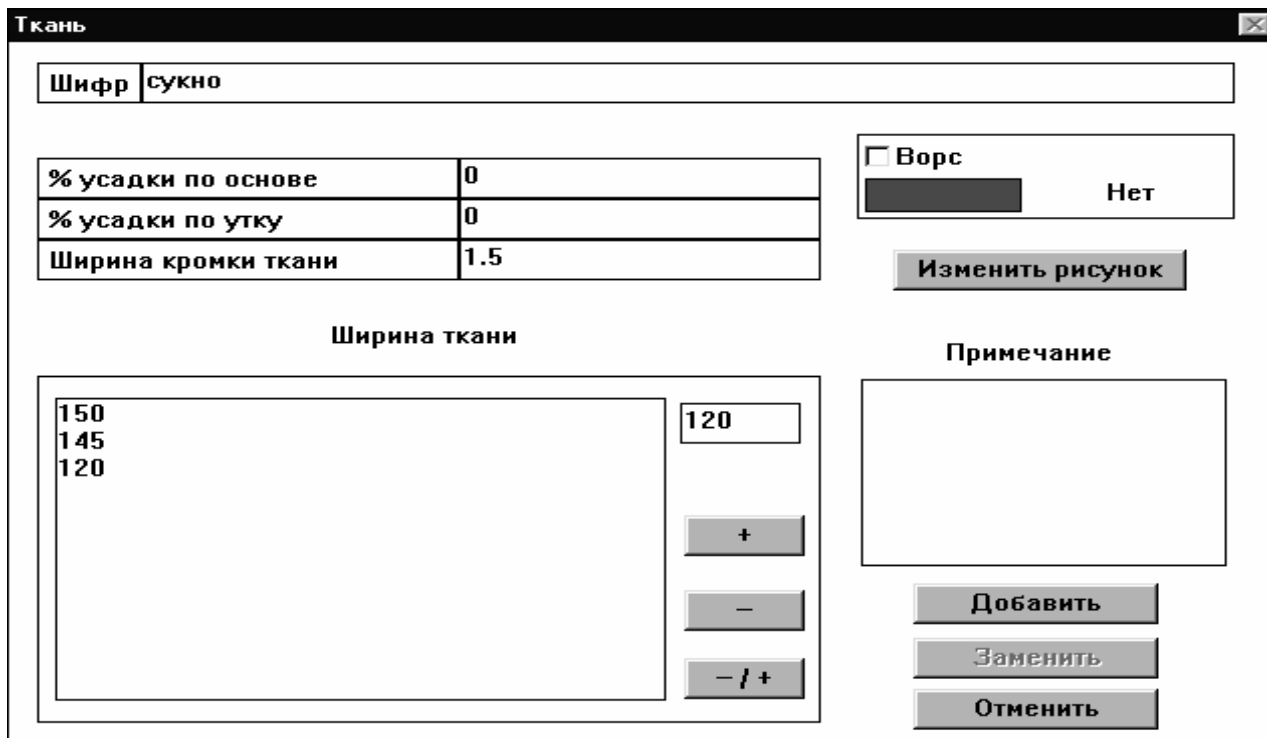 Ткань
Шифр сукно
% усадки по основе 0
% усадки по утку 0
Ширина кромки ткани 1.5
Ворс
Нет
Изменить рисунок
Ширина ткани
150
145
120
120
+
–
– / +
Примечание
Добавить
Заменить
Отменить